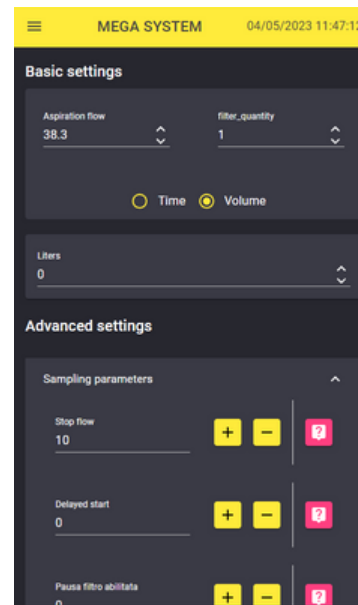 MEGA SYSTEM 04/05/2023 11:47:12
Basic settings
Aspiration flow filter_quantity
38.3 1
Time Volume
Liters
0
Advanced settings
Sampling parameters
Stop flow
10 + −
Delayed start
0 + −
Pausa filtro abilitata
0 + −